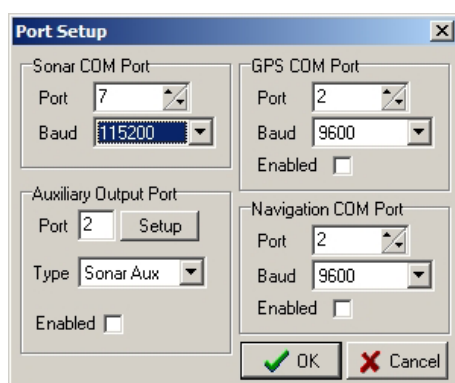 Port Setup
Sonar COM Port
Port 7
Baud 115200
Auxiliary Output Port
Port 2 Setup
Type Sonar Aux
Enabled
GPS COM Port
Port 2
Baud 9600
Enabled
Navigation COM Port
Port 2
Baud 9600
Enabled
OK Cancel